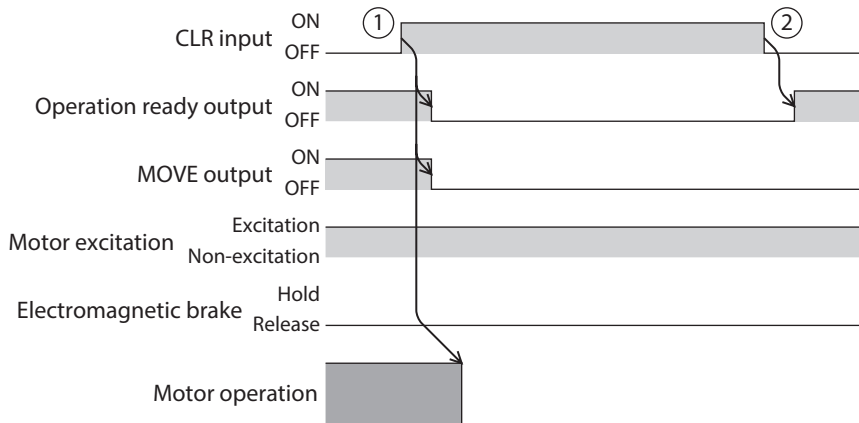 CLR input
ON
OFF
1
2
Operation ready output
ON
OFF
MOVE output
ON
OFF
Motor excitation
Excitation
Non-excitation
Electromagnetic brake
Hold
Release
Motor operation